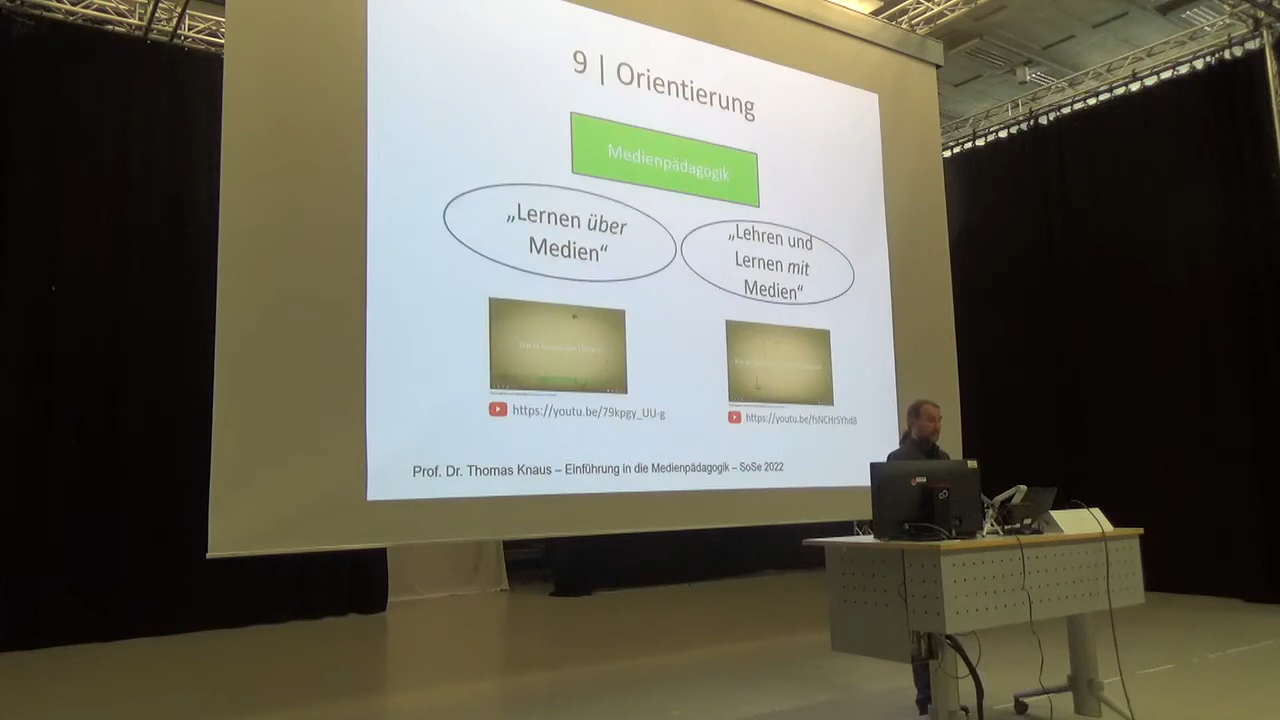 9 | Orientierung
Medienpädagogik
„Lernen über
Medien“
„Lehren und
Lernen mit
Medien“
https://youtu.be/79kpgy_UU-g
https://youtu.be/fsNCHrSYhd8
Prof. Dr. Thomas Knaus – Einführung in die Medienpädagogik – SoSe 2022